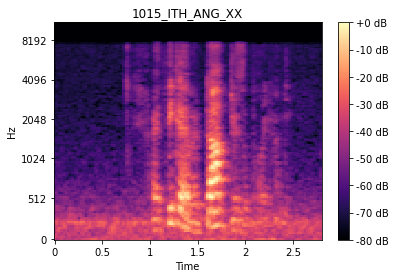 1015_ITH_ANG_XX
+0 dB
8192
-10 dB
4096
-20 dB
-30 dB
2048
Hz
-40 dB
1024
-50 dB
512
-60 dB
-70 dB
0
-80 dB
0 0.5 1 1.5 2 2.5
Time